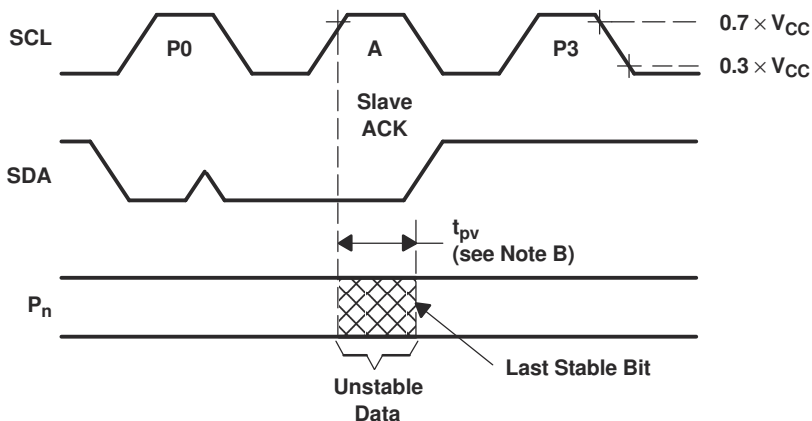 SCL
P0
A
P3
0.7 × VCC
0.3 × VCC
Slave
ACK
SDA
tpv
(see Note B)
Pn
Last Stable Bit
Unstable
Data